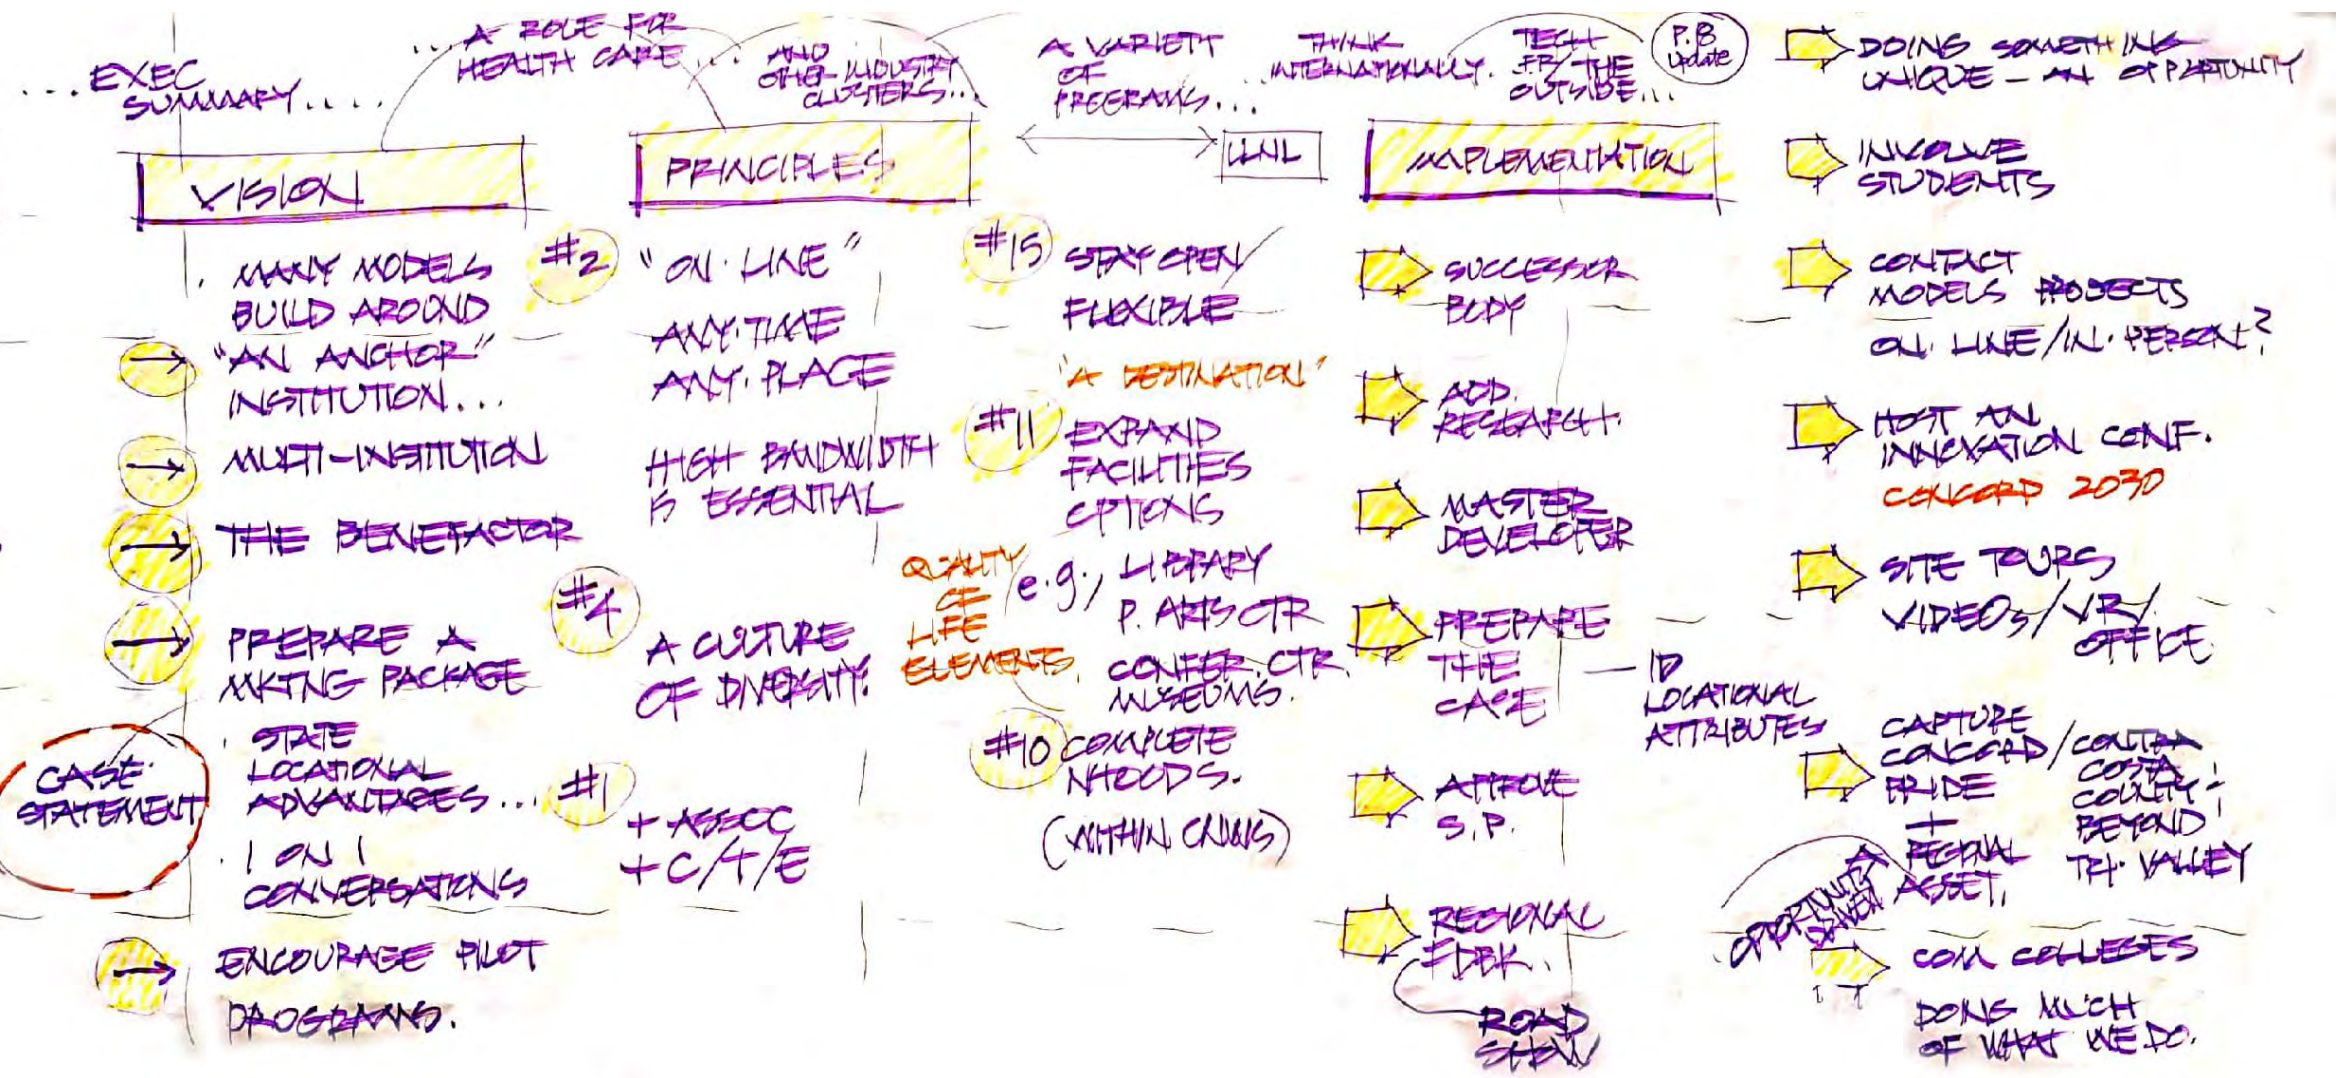 ... EXEC
SUMMARY....
... A ROLE FOR
HEALTH CARE...
AND
OTHER INDUSTRY
CLUSTERS...
A VARIETY
OF
PROGRAMS...
THINK
...INTERNATIONALLY.
TECH
FR/THE
OUTSIDE...
P.B
update
VISION
MANY MODELS
BUILD AROUND
"AN ANCHOR"
INSTITUTION...
MULTI-INSTITUTION
THE BENEFACTOR
PREPARE A
MKTNG PACKAGE
CASE
STATEMENT
. STATE
LOCATIONAL
ADVANTAGES...
. 1 ON 1
CONVERSATIONS
ENCOURAGE PILOT
PROGRAMS.
PRINCIPLES
#2
"ON.LINE"
ANY.TIME
ANY.PLACE
HIGH BANDWIDTH
IS ESSENTIAL
#4
A CULTURE
OF DIVERSITY.
#1
+ ASSOC
+ C/T/E
LLNL
#15
STAY OPEN/
FLEXIBLE
"A DESTINATION"
#11
EXPAND
FACILITIES
OPTIONS
QUALITY
OF
LIFE
ELEMENTS
e.g., LIBRARY
P. ARTS CTR
CONFER. CTR.
MUSEUMS.
#10 COMPLETE
NHOODS.
(WITHIN CNWS)
IMPLEMENTATION
SUCCESSOR
BODY
ADD.
RESEARCH.
MASTER
DEVELOPER
PREPARE
THE
CASE
— ID
LOCATIONAL
ATTRIBUTES
APPROVE
S.P.
REGIONAL
FDBK.
ROAD
SHOW
DOING SOMETHING
UNIQUE - AN OPPORTUNITY
INVOLVE
STUDENTS
CONTACT
MODELS PROJECTS
ON.LINE/IN.PERSON?
HOST AN
INNOVATION CONF.
CONCORD 2030
SITE TOURS
VIDEOS/VR/
OFFICE
CAPTURE
CONCORD/CONTRA
COSTA
COUNTY
BEYOND
TRI.VALLEY
PRIDE
+
A REGIONAL
ASSET.
OPPORTUNITY
DRIVEN
COM COLLEGES
DOING MUCH
OF WHAT WE DO.